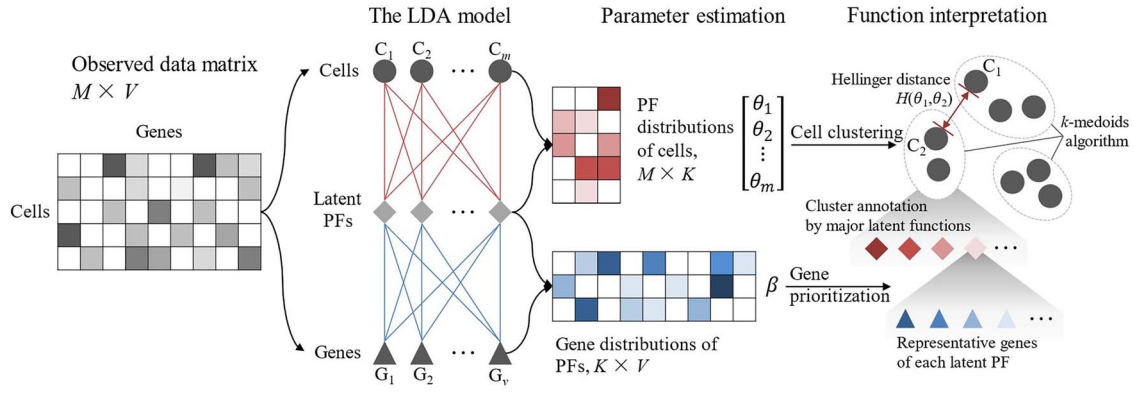 The LDA model
Parameter estimation
Function interpretation
Observed data matrix
M × V
Genes
Cells
Cells
C1 C2 ··· Cm
Latent
PFs
···
Genes
G1 G2 ··· Gv
PF
distributions
of cells,
M × K
θ1
θ2
⋮
θm
Gene distributions of
PFs, K × V
β
Cell clustering
Gene
prioritization
Hellinger distance
H(θ1,θ2)
C1
C2
k-medoids
algorithm
Cluster annotation
by major latent functions
···
···
Representative genes
of each latent PF